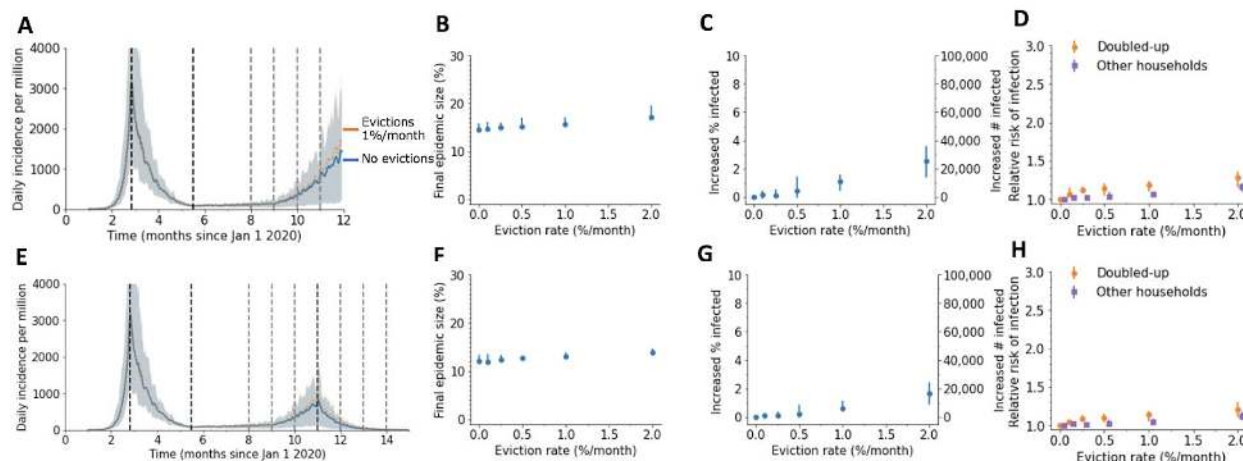 A
Daily incidence per million
4000
3000
2000
1000
0
0 2 4 6 8 10 12
Time (months since Jan 1 2020)
Evictions
1%/month
No evictions
B
Final epidemic size (%)
30
20
10
0
0.0 0.5 1.0 1.5 2.0
Eviction rate (%/month)
C
Increased % infected
10
8
6
4
2
0
0.0 0.5 1.0 1.5 2.0
Eviction rate (%/month)
100,000
80,000
60,000
40,000
20,000
0
Increased # infected
D
Relative risk of infection
3.0
2.5
2.0
1.5
1.0
0.0 0.5 1.0 1.5 2.0
Eviction rate (%/month)
Doubled-up
Other households
E
Daily incidence per million
4000
3000
2000
1000
0
0 2 4 6 8 10 12 14
Time (months since Jan 1 2020)
F
Final epidemic size (%)
30
20
10
0
0.0 0.5 1.0 1.5 2.0
Eviction rate (%/month)
G
Increased % infected
10
8
6
4
2
0
0.0 0.5 1.0 1.5 2.0
Eviction rate (%/month)
100,000
80,000
60,000
40,000
20,000
0
Increased # infected
H
Relative risk of infection
3.0
2.5
2.0
1.5
1.0
0.0 0.5 1.0 1.5 2.0
Eviction rate (%/month)
Doubled-up
Other households